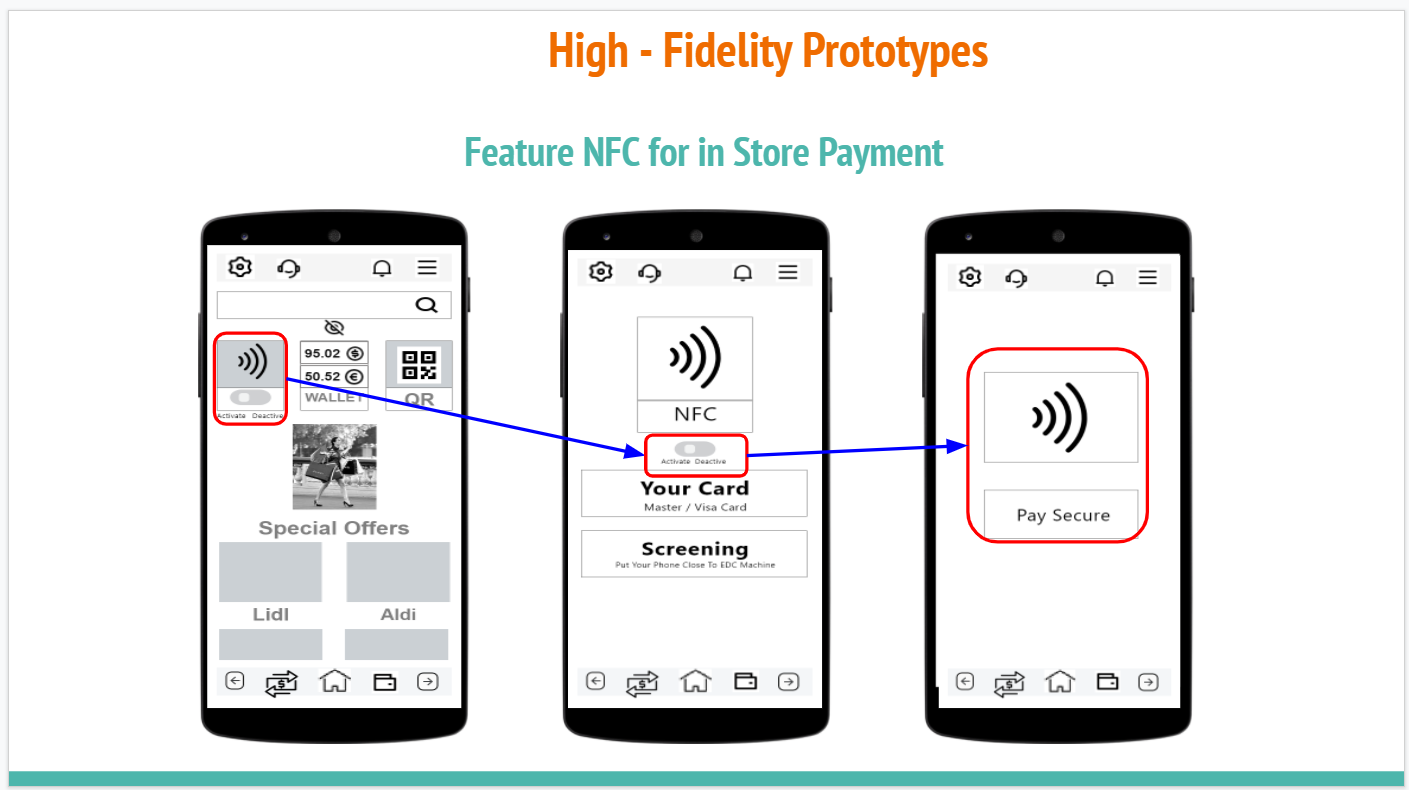 High - Fidelity Prototypes
Feature NFC for in Store Payment
95.02 $
50.52 €
WALLET
QR
Activate Deactive
Special Offers
Lidl
Aldi
$
NFC
Activate Deactive
Your Card
Master / Visa Card
Screening
Put Your Phone Close To EDC Machine
$
Pay Secure
$